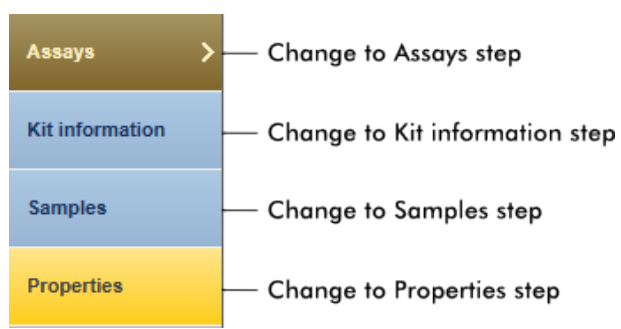 Assays > Change to Assays step
Kit information Change to Kit information step
Samples Change to Samples step
Properties Change to Properties step